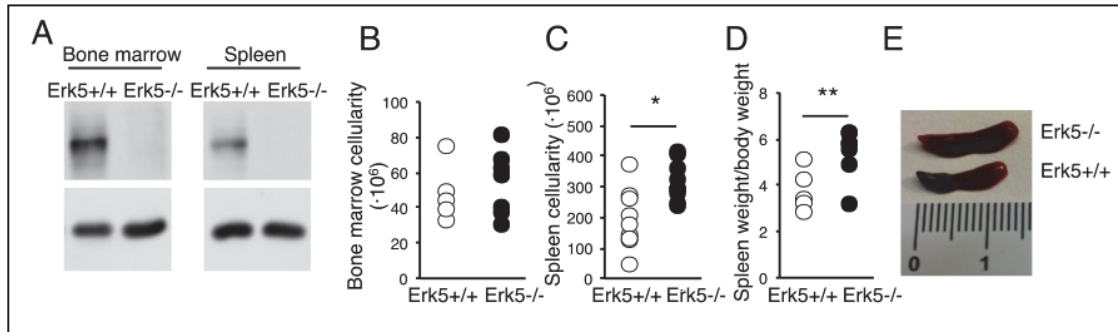 A
Bone marrow
Spleen
Erk5+/+ Erk5-/-
Erk5+/+ Erk5-/-
B
Bone marrow cellularity
(·10⁶)
100
80
60
40
20
0
Erk5+/+ Erk5-/-
C
Spleen cellularity (·10⁶)
600
500
400
300
200
100
0
*
Erk5+/+ Erk5-/-
D
Spleen weight/body weight
8
6
4
2
0
**
Erk5+/+ Erk5-/-
E
Erk5-/-
Erk5+/+
0 1